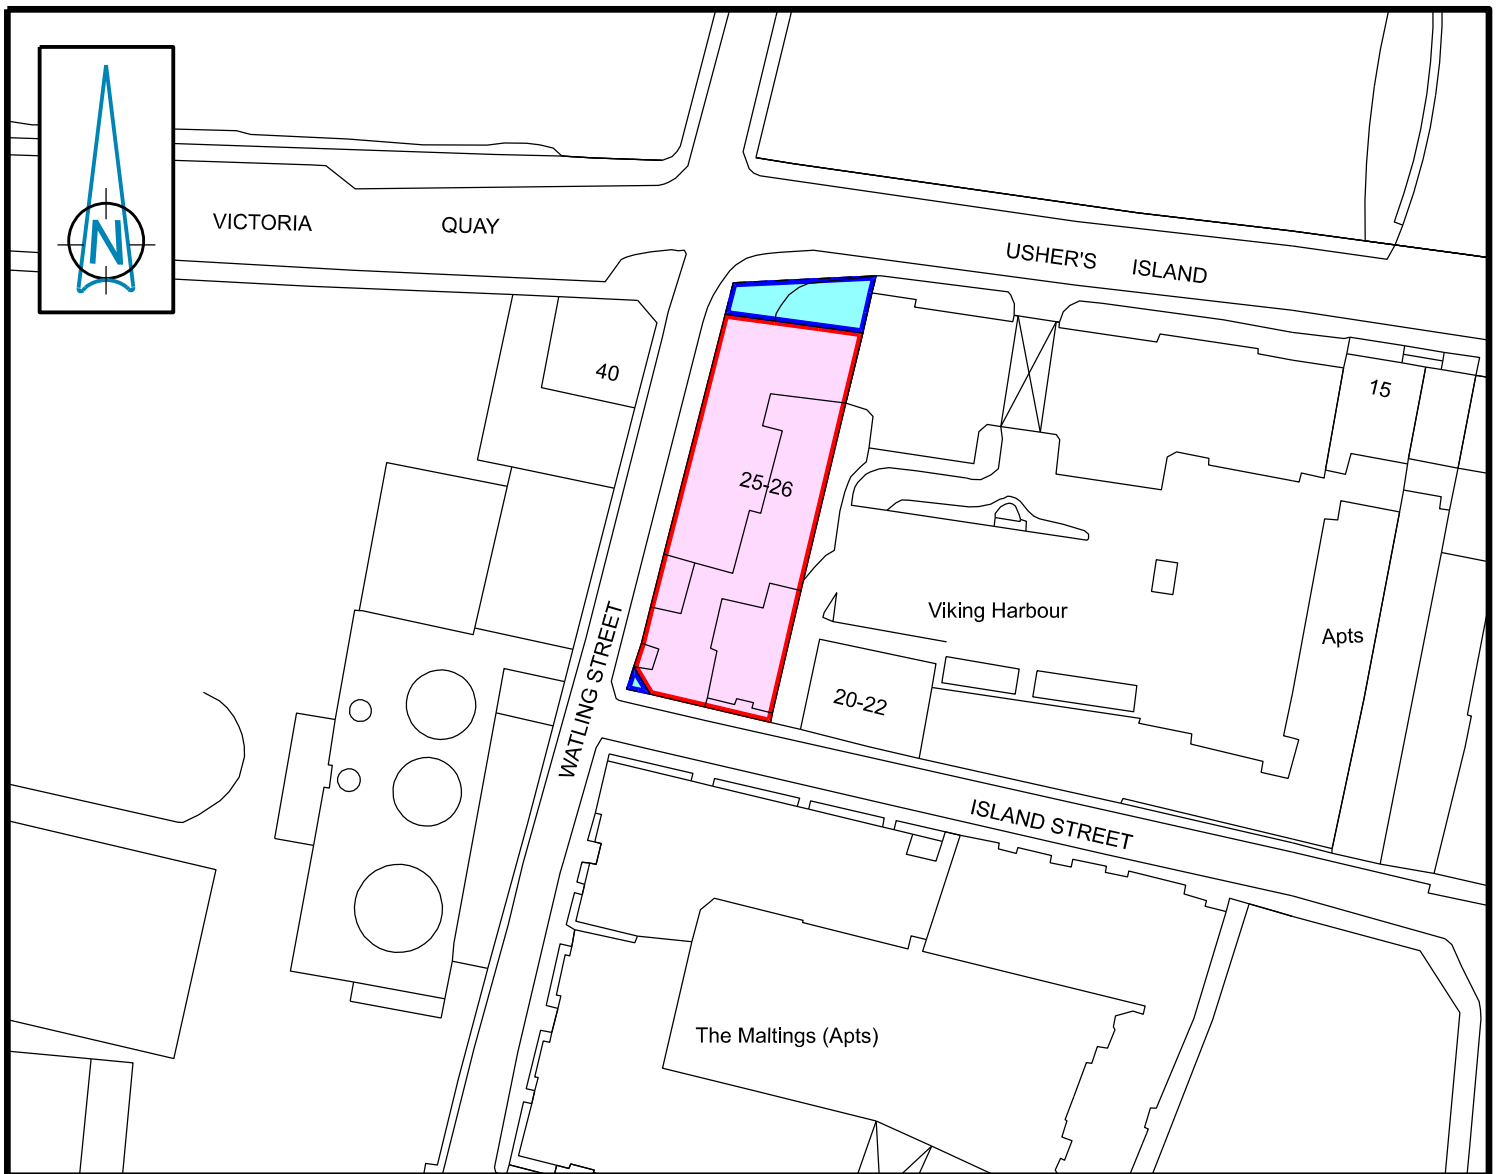 N
VICTORIA QUAY
USHER'S ISLAND
40
15
25-26
Viking Harbour
Apts
20-22
WATLING STREET
ISLAND STREET
The Maltings (Apts)